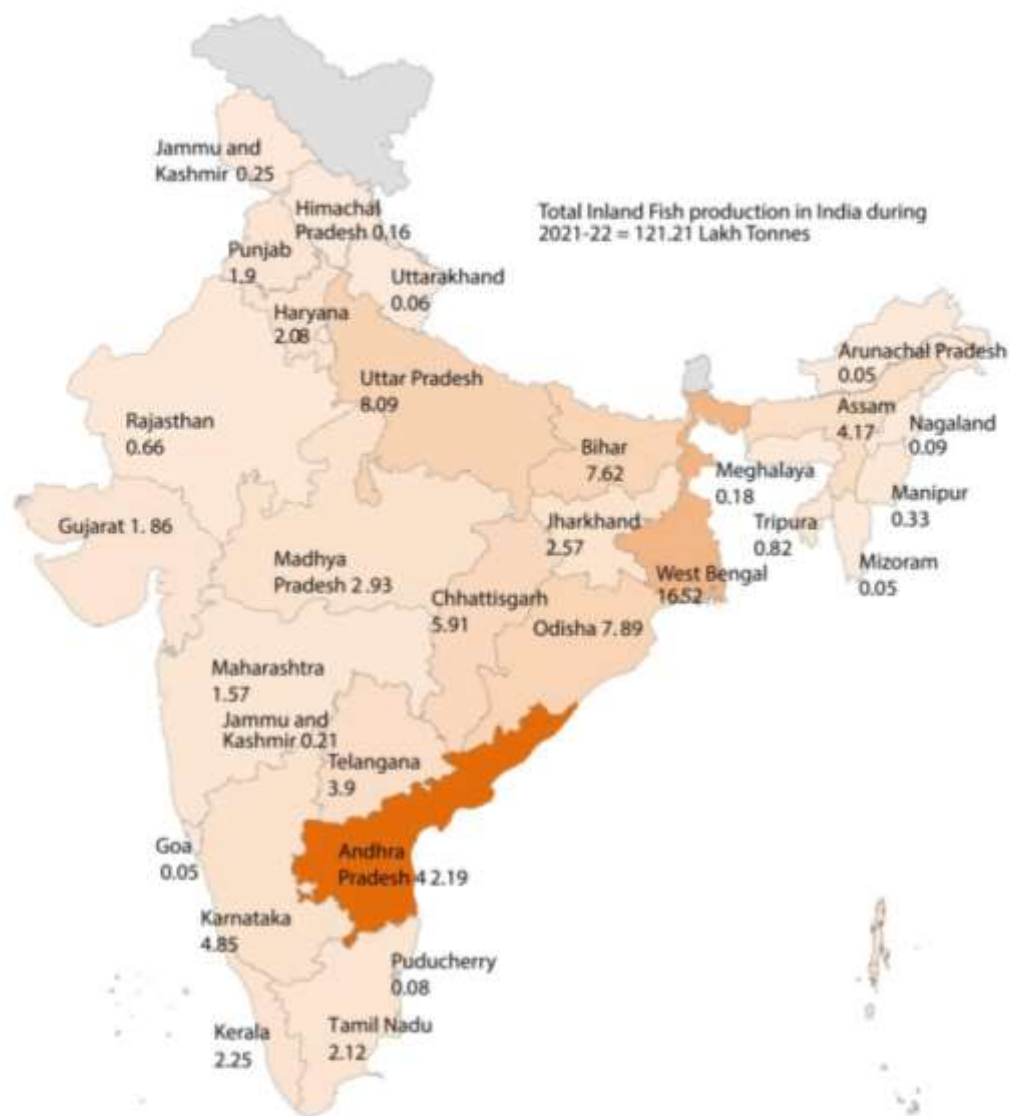 Jammu and
Kashmir 0.25
Himachal
Pradesh 0.16
Total Inland Fish production in India during
2021-22 = 121.21 Lakh Tonnes
Punjab
1.9
Uttarakhand
0.06
Haryana
2.08
Arunachal Pradesh
0.05
Uttar Pradesh
8.09
Assam
4.17
Nagaland
0.09
Rajasthan
0.66
Bihar
7.62
Meghalaya
0.18
Manipur
0.33
Gujarat 1. 86
Jharkhand
2.57
Tripura
0.82
Madhya
Pradesh 2.93
Mizoram
0.05
West Bengal
16.52
Chhattisgarh
5.91
Odisha 7.89
Maharashtra
1.57
Jammu and
Kashmir 0.21
Telangana
3.9
Goa
0.05
Andhra
Pradesh 4 2.19
Karnataka
4.85
Puducherry
0.08
Kerala
2.25
Tamil Nadu
2.12